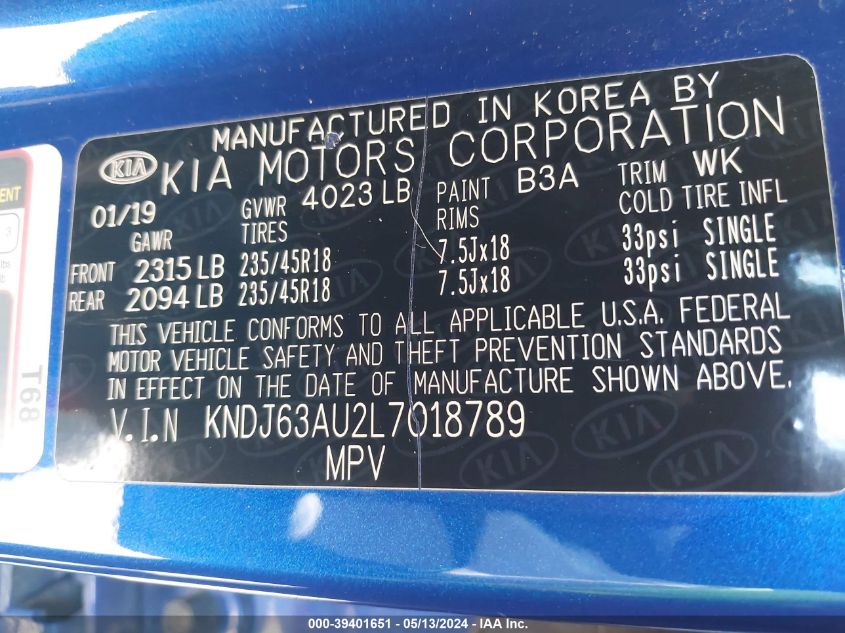 MANUFACTURED IN KOREA BY
KIA KIA MOTORS CORPORATION
01/19 GVWR 4023 LB PAINT B3A TRIM WK
GAWR TIRES RIMS COLD TIRE INFL
FRONT 2315 LB 235/45R18 7.5Jx18 33psi SINGLE
REAR 2094 LB 235/45R18 7.5Jx18 33psi SINGLE
THIS VEHICLE CONFORMS TO ALL APPLICABLE U.S.A. FEDERAL
MOTOR VEHICLE SAFETY AND THEFT PREVENTION STANDARDS
IN EFFECT ON THE DATE OF MANUFACTURE SHOWN ABOVE.
V.I.N KNDJ63AU2L7018789
MPV
T68
3
000-39401651 / 05/13/2024 - IAA Inc.